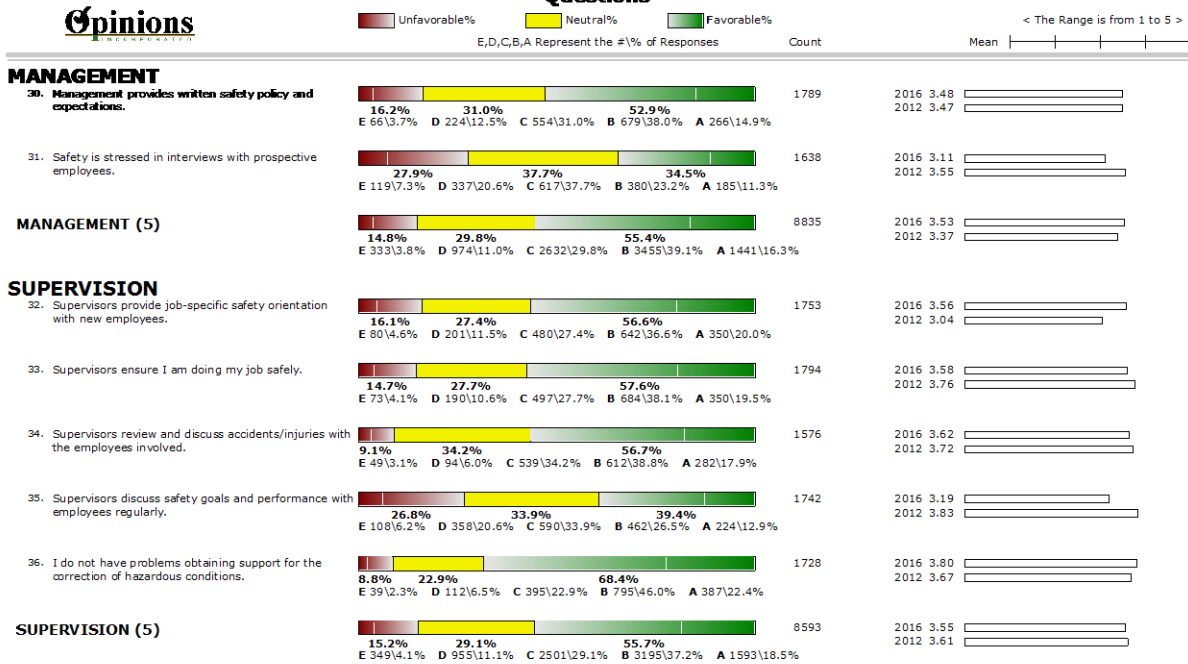 Questions
Opinions
INCORPORATED
Unfavorable% Neutral% Favorable%
< The Range is from 1 to 5 >
E,D,C,B,A Represent the #\% of Responses Count Mean
MANAGEMENT
30. Management provides written safety policy and
expectations.
16.2% 31.0% 52.9%
E 66\3.7% D 224\12.5% C 554\31.0% B 679\38.0% A 266\14.9%
1789
2016 3.48
2012 3.47
31. Safety is stressed in interviews with prospective
employees.
27.9% 37.7% 34.5%
E 119\7.3% D 337\20.6% C 617\37.7% B 380\23.2% A 185\11.3%
1638
2016 3.11
2012 3.55
MANAGEMENT (5)
14.8% 29.8% 55.4%
E 333\3.8% D 974\11.0% C 2632\29.8% B 3455\39.1% A 1441\16.3%
8835
2016 3.53
2012 3.37
SUPERVISION
32. Supervisors provide job-specific safety orientation
with new employees.
16.1% 27.4% 56.6%
E 80\4.6% D 201\11.5% C 480\27.4% B 642\36.6% A 350\20.0%
1753
2016 3.56
2012 3.04
33. Supervisors ensure I am doing my job safely.
14.7% 27.7% 57.6%
E 73\4.1% D 190\10.6% C 497\27.7% B 684\38.1% A 350\19.5%
1794
2016 3.58
2012 3.76
34. Supervisors review and discuss accidents/injuries with
the employees involved.
9.1% 34.2% 56.7%
E 49\3.1% D 94\6.0% C 539\34.2% B 612\38.8% A 282\17.9%
1576
2016 3.62
2012 3.72
35. Supervisors discuss safety goals and performance with
employees regularly.
26.8% 33.9% 39.4%
E 108\6.2% D 358\20.6% C 590\33.9% B 462\26.5% A 224\12.9%
1742
2016 3.19
2012 3.83
36. I do not have problems obtaining support for the
correction of hazardous conditions.
8.8% 22.9% 68.4%
E 39\2.3% D 112\6.5% C 395\22.9% B 795\46.0% A 387\22.4%
1728
2016 3.80
2012 3.67
SUPERVISION (5)
15.2% 29.1% 55.7%
E 349\4.1% D 955\11.1% C 2501\29.1% B 3195\37.2% A 1593\18.5%
8593
2016 3.55
2012 3.61